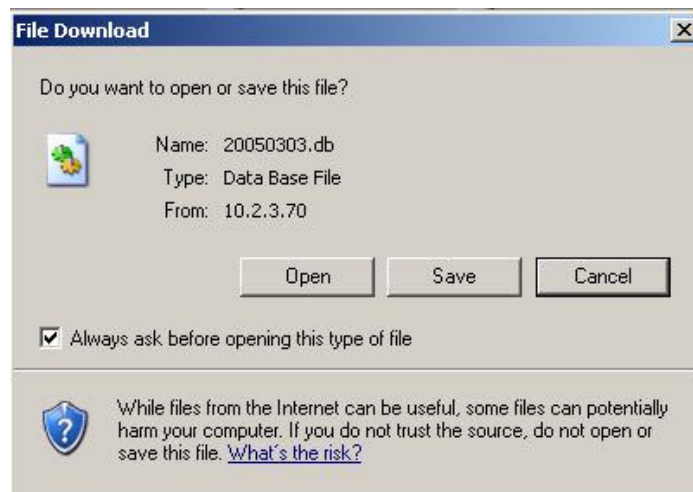 File Download
Do you want to open or save this file?
Name: 20050303.db
Type: Data Base File
From: 10.2.3.70
Open Save Cancel
Always ask before opening this type of file
While files from the Internet can be useful, some files can potentially
harm your computer. If you do not trust the source, do not open or
save this file. What's the risk?